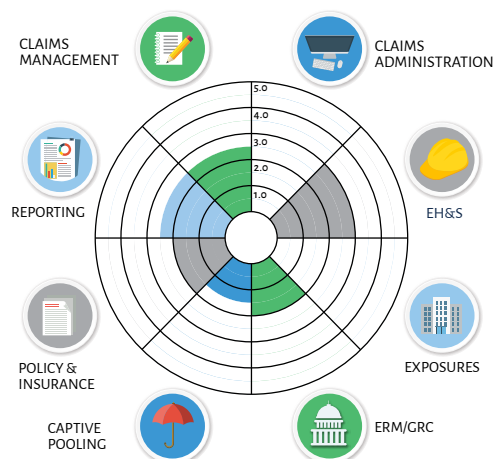 CLAIMS
MANAGEMENT
CLAIMS
ADMINISTRATION
5.0
4.0
3.0
2.0
1.0
REPORTING
EH&S
POLICY &
INSURANCE
EXPOSURES
CAPTIVE
POOLING
ERM/GRC